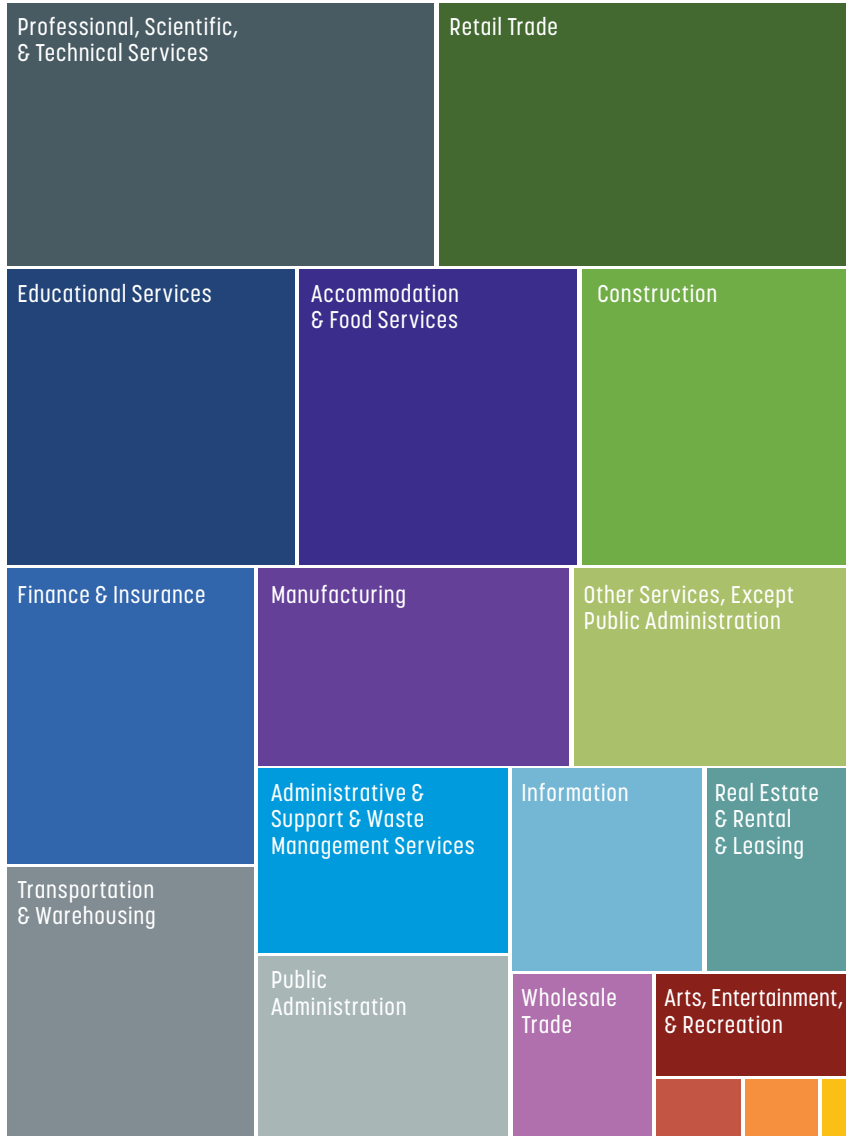 Professional, Scientific,
& Technical Services
Retail Trade
Educational Services
Accommodation
& Food Services
Construction
Finance & Insurance
Manufacturing
Other Services, Except
Public Administration
Administrative &
Support & Waste
Management Services
Information
Real Estate
& Rental
& Leasing
Transportation
& Warehousing
Public
Administration
Wholesale
Trade
Arts, Entertainment,
& Recreation